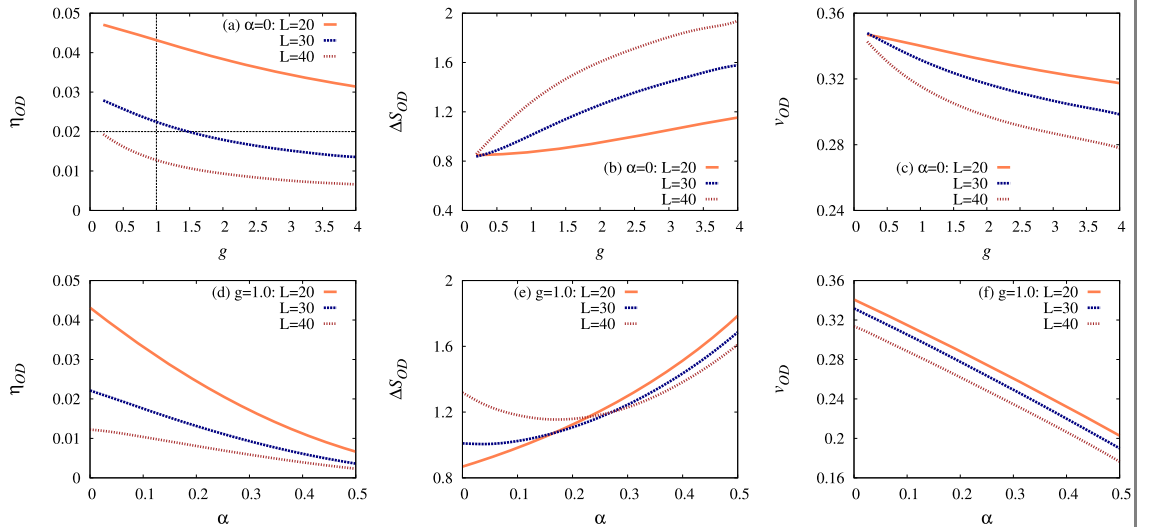 0.05
0.04
0.03
0.02
0.01
0
η_OD
0 0.5 1 1.5 2 2.5 3 3.5 4
g
(a) α=0: L=20
L=30
L=40
2
1.6
1.2
0.8
0.4
ΔS_OD
0 0.5 1 1.5 2 2.5 3 3.5 4
g
(b) α=0: L=20
L=30
L=40
0.36
0.32
0.28
0.24
v_OD
0 0.5 1 1.5 2 2.5 3 3.5 4
g
(c) α=0: L=20
L=30
L=40
0.05
0.04
0.03
0.02
0.01
0
η_OD
0 0.1 0.2 0.3 0.4 0.5
α
(d) g=1.0: L=20
L=30
L=40
2
1.6
1.2
0.8
ΔS_OD
0 0.1 0.2 0.3 0.4 0.5
α
(e) g=1.0: L=20
L=30
L=40
0.36
0.32
0.28
0.24
0.2
0.16
v_OD
0 0.1 0.2 0.3 0.4 0.5
α
(f) g=1.0: L=20
L=30
L=40